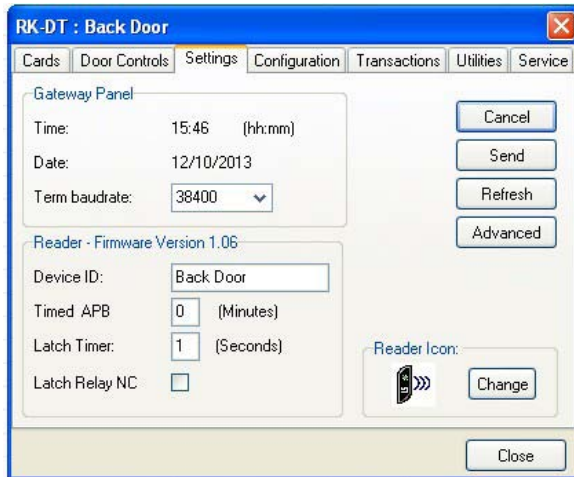 RK-DT : Back Door
Cards Door Controls Settings Configuration Transactions Utilities Service
Gateway Panel
Time: 15:46 (hh:mm)
Date: 12/10/2013
Term baudrate: 38400
Cancel
Send
Refresh
Advanced
Reader - Firmware Version 1.06
Device ID: Back Door
Timed APB 0 (Minutes)
Latch Timer: 1 (Seconds)
Latch Relay NC
Reader Icon:
Change
Close